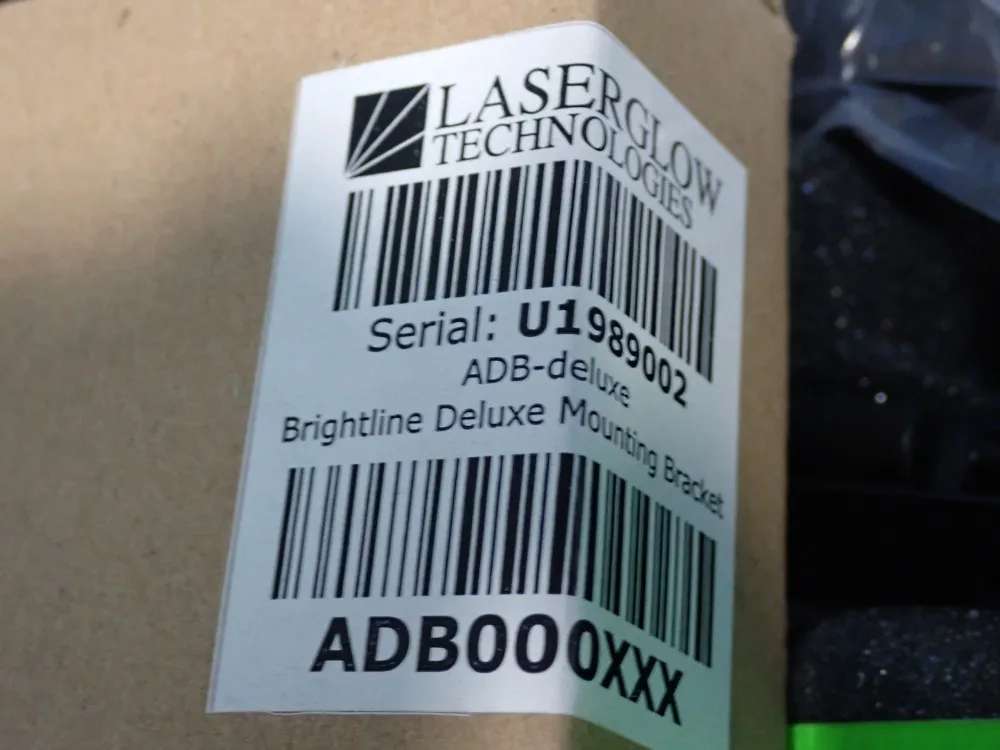 LASERGLOW
TECHNOLOGIES
Serial: U1989002
ADB-deluxe
Brightline Deluxe Mounting Bracket
ADB000XXX